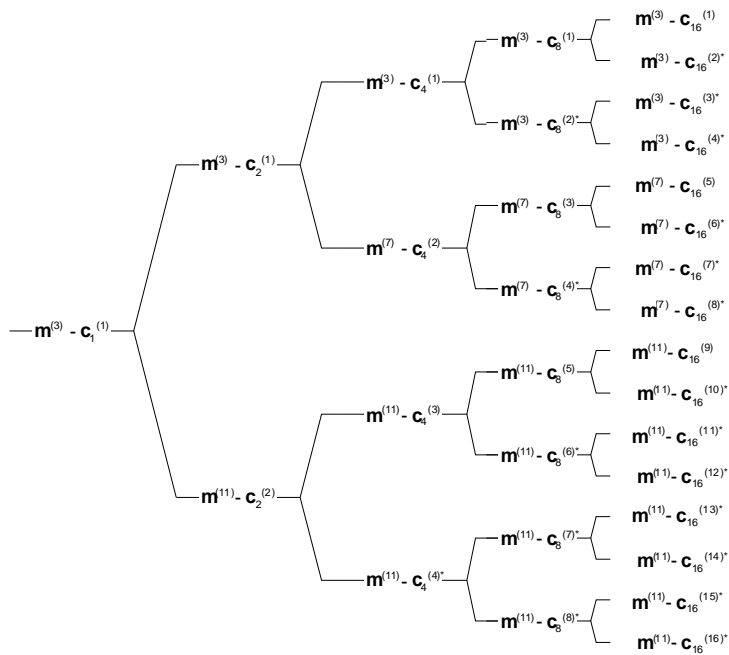 m(3) - c16(1)
m(3) - c8(1)
m(3) - c16(2)*
m(3) - c4(1)
m(3) - c16(3)*
m(3) - c8(2)*
m(3) - c16(4)*
m(3) - c2(1)
m(7) - c16(5)
m(7) - c8(3)
m(7) - c16(6)*
m(7) - c4(2)
m(7) - c16(7)*
m(7) - c8(4)*
m(7) - c16(8)*
m(3) - c1(1)
m(11) - c16(9)
m(11) - c8(5)
m(11) - c16(10)*
m(11) - c4(3)
m(11) - c16(11)*
m(11) - c8(6)*
m(11) - c16(12)*
m(11) - c2(2)
m(11) - c16(13)*
m(11) - c8(7)*
m(11) - c16(14)*
m(11) - c4(4)*
m(11) - c16(15)*
m(11) - c8(8)*
m(11) - c16(16)*